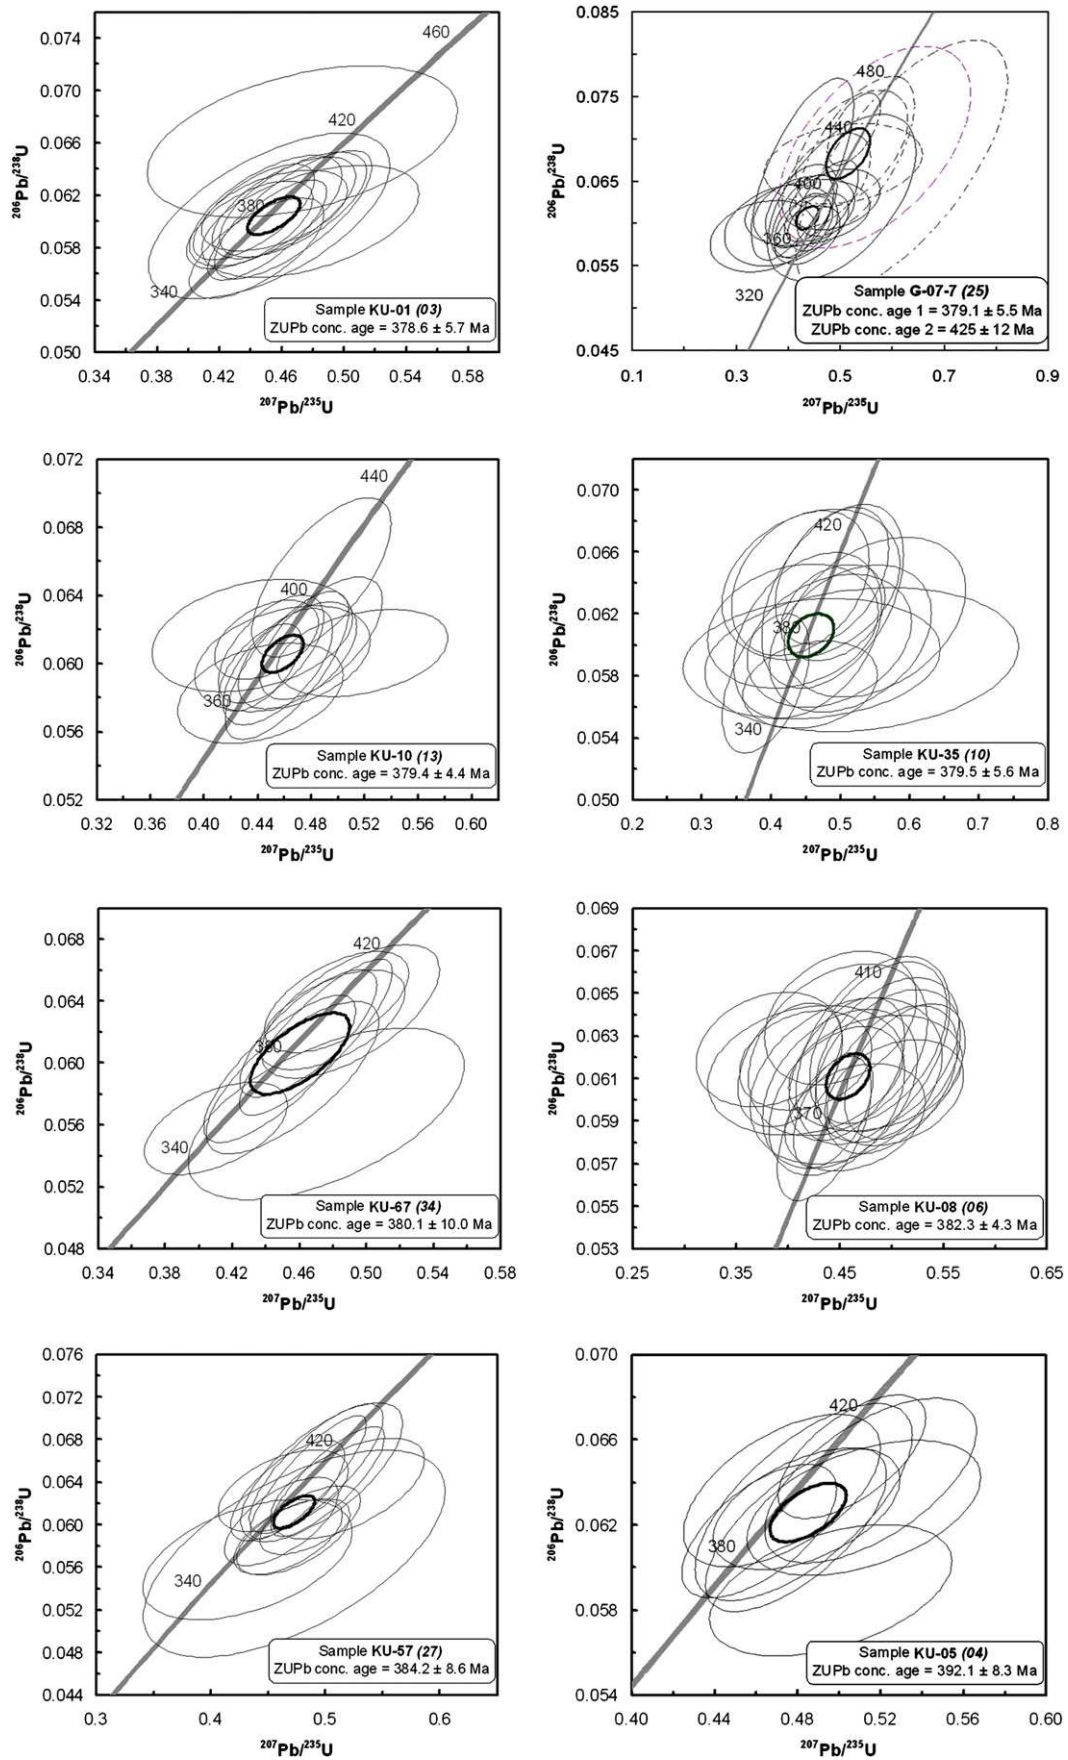 0.074
0.070
0.066
0.062
0.058
0.054
0.050
²⁰⁶Pb/²³⁸U
460
420
380
340
Sample KU-01 (03)
ZUPb conc. age = 378.6 ± 5.7 Ma
0.34 0.38 0.42 0.46 0.50 0.54 0.58
²⁰⁷Pb/²³⁵U
0.085
0.075
0.065
0.055
0.045
²⁰⁶Pb/²³⁸U
480
440
400
360
320
Sample G-07-7 (25)
ZUPb conc. age 1 = 379.1 ± 5.5 Ma
ZUPb conc. age 2 = 425 ± 12 Ma
0.1 0.3 0.5 0.7 0.9
²⁰⁷Pb/²³⁵U
0.072
0.068
0.064
0.060
0.056
0.052
²⁰⁶Pb/²³⁸U
440
400
360
Sample KU-10 (13)
ZUPb conc. age = 379.4 ± 4.4 Ma
0.32 0.36 0.40 0.44 0.48 0.52 0.56 0.60
²⁰⁷Pb/²³⁵U
0.070
0.066
0.062
0.058
0.054
0.050
²⁰⁶Pb/²³⁸U
420
380
340
Sample KU-35 (10)
ZUPb conc. age = 379.5 ± 5.6 Ma
0.2 0.3 0.4 0.5 0.6 0.7 0.8
²⁰⁷Pb/²³⁵U
0.068
0.064
0.060
0.056
0.052
0.048
²⁰⁶Pb/²³⁸U
420
380
340
Sample KU-67 (34)
ZUPb conc. age = 380.1 ± 10.0 Ma
0.34 0.38 0.42 0.46 0.50 0.54 0.58
²⁰⁷Pb/²³⁵U
0.069
0.067
0.065
0.063
0.061
0.059
0.057
0.055
0.053
²⁰⁶Pb/²³⁸U
410
370
Sample KU-08 (06)
ZUPb conc. age = 382.3 ± 4.3 Ma
0.25 0.35 0.45 0.55 0.65
²⁰⁷Pb/²³⁵U
0.076
0.072
0.068
0.064
0.060
0.056
0.052
0.048
0.044
²⁰⁶Pb/²³⁸U
420
340
Sample KU-57 (27)
ZUPb conc. age = 384.2 ± 8.6 Ma
0.3 0.4 0.5 0.6
²⁰⁷Pb/²³⁵U
0.070
0.066
0.062
0.058
0.054
²⁰⁶Pb/²³⁸U
420
380
Sample KU-05 (04)
ZUPb conc. age = 392.1 ± 8.3 Ma
0.40 0.44 0.48 0.52 0.56 0.60
²⁰⁷Pb/²³⁵U